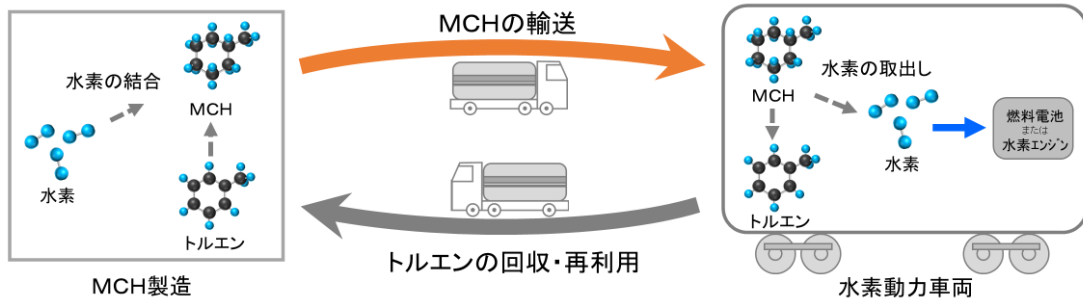 水素の結合
MCH
水素
トルエン
MCH製造
MCHの輸送
トルエンの回収・再利用
MCH
水素の取出し
水素
トルエン
燃料電池
または
水素エンジン
水素動力車両